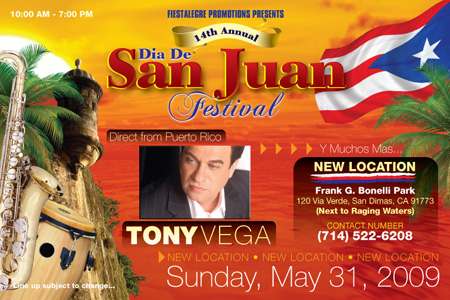 10:00 AM - 7:00 PM
FIESTALEGRE PROMOTIONS PRESENTS
14th Annual
Dia De
San Juan
Festival
Direct from Puerto Rico
Y Muchos Mas...
NEW LOCATION
Frank G. Bonelli Park
120 Via Verde, San Dimas, CA 91773
(Next to Raging Waters)
CONTACT NUMBER
(714) 522-6208
TONY VEGA
NEW LOCATION • NEW LOCATION • NEW LOCATION
Sunday, May 31, 2009
Line up subject to change...